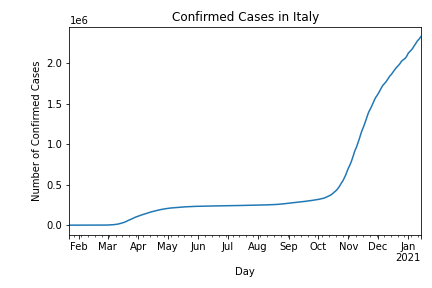 Confirmed Cases in Italy
1e6
2.0
1.5
1.0
0.5
0.0
Number of Confirmed Cases
Feb Mar Apr May Jun Jul Aug Sep Oct Nov Dec Jan
2021
Day